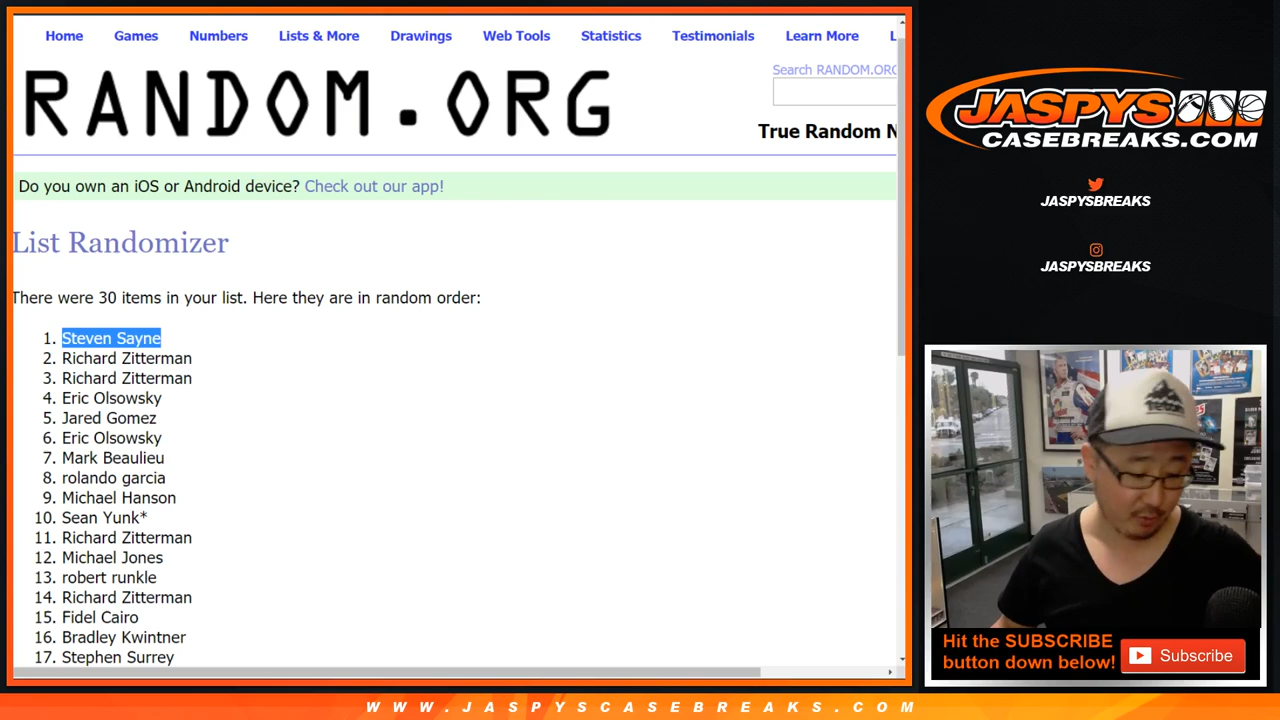 Home Games Numbers Lists & More Drawings Web Tools Statistics Testimonials Learn More L
RANDOM.ORG
Search RANDOM.ORG
True Random N
Do you own an iOS or Android device? Check out our app!
List Randomizer
There were 30 items in your list. Here they are in random order:
1. Steven Sayne
2. Richard Zitterman
3. Richard Zitterman
4. Eric Olsowsky
5. Jared Gomez
6. Eric Olsowsky
7. Mark Beaulieu
8. rolando garcia
9. Michael Hanson
10. Sean Yunk*
11. Richard Zitterman
12. Michael Jones
13. robert runkle
14. Richard Zitterman
15. Fidel Cairo
16. Bradley Kwintner
17. Stephen Surrey
JASPYS
CASEBREAKS.COM
JASPYSBREAKS
JASPYSBREAKS
Hit the SUBSCRIBE
button down below!
Subscribe
WWW.JASPYSCASEBREAKS.COM